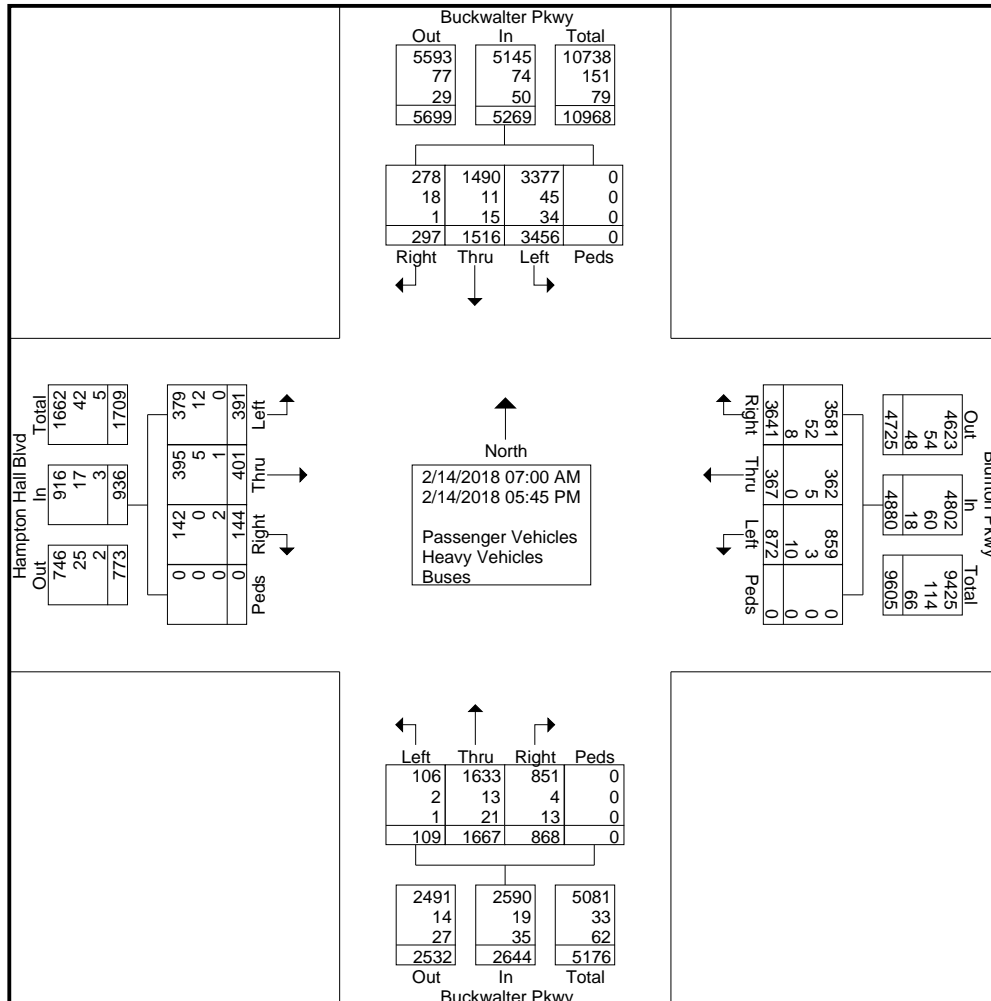 Buckwalter Pkwy
Out In Total
5593 5145 10738
77 74 151
29 50 79
5699 5269 10968
278 1490 3377 0
18 11 45 0
1 15 34 0
297 1516 3456 0
Right Thru Left Peds
Hampton Hall Blvd
Total In Out
1662 42 5 1709
916 17 3 936
746 25 2 773
379 12 0 391 Left
395 5 1 401 Thru
142 0 2 144 Right
0 0 0 0 Peds
North
2/14/2018 07:00 AM
2/14/2018 05:45 PM
Passenger Vehicles
Heavy Vehicles
Buses
Right 3581 52 8 3641
Thru 362 5 0 367
Left 859 3 10 872
Peds 0 0 0 0
Out 4623 54 48 4725
In 4802 60 18 4880
Total 9425 114 66 9605
Pkwy
Left Thru Right Peds
106 1633 851 0
2 13 4 0
1 21 13 0
109 1667 868 0
2491 2590 5081
14 19 33
27 35 62
2532 2644 5176
Out In Total
Buckwalter Pkwy